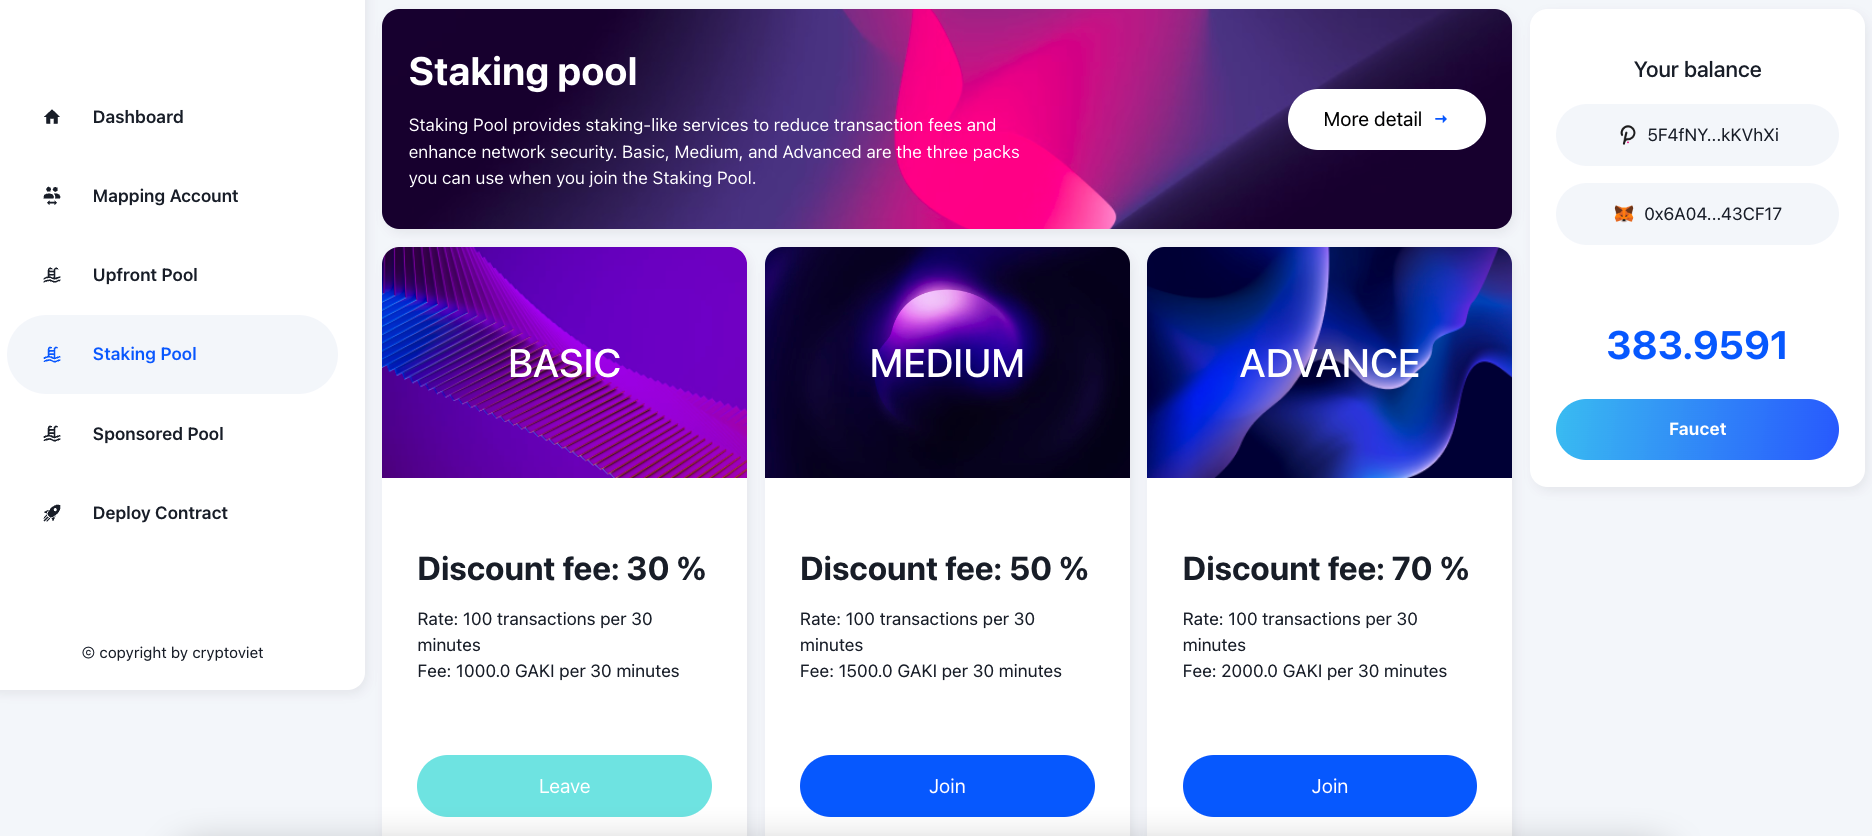 Dashboard
Mapping Account
Upfront Pool
Staking Pool
Sponsored Pool
Deploy Contract
© copyright by cryptoviet
Staking pool
Staking Pool provides staking-like services to reduce transaction fees and
enhance network security. Basic, Medium, and Advanced are the three packs
you can use when you join the Staking Pool.
More detail →
BASIC
Discount fee: 30 %
Rate: 100 transactions per 30
minutes
Fee: 1000.0 GAKI per 30 minutes
Leave
MEDIUM
Discount fee: 50 %
Rate: 100 transactions per 30
minutes
Fee: 1500.0 GAKI per 30 minutes
Join
ADVANCE
Discount fee: 70 %
Rate: 100 transactions per 30
minutes
Fee: 2000.0 GAKI per 30 minutes
Join
Your balance
5F4fNY...kKVhXi
0x6A04...43CF17
383.9591
Faucet